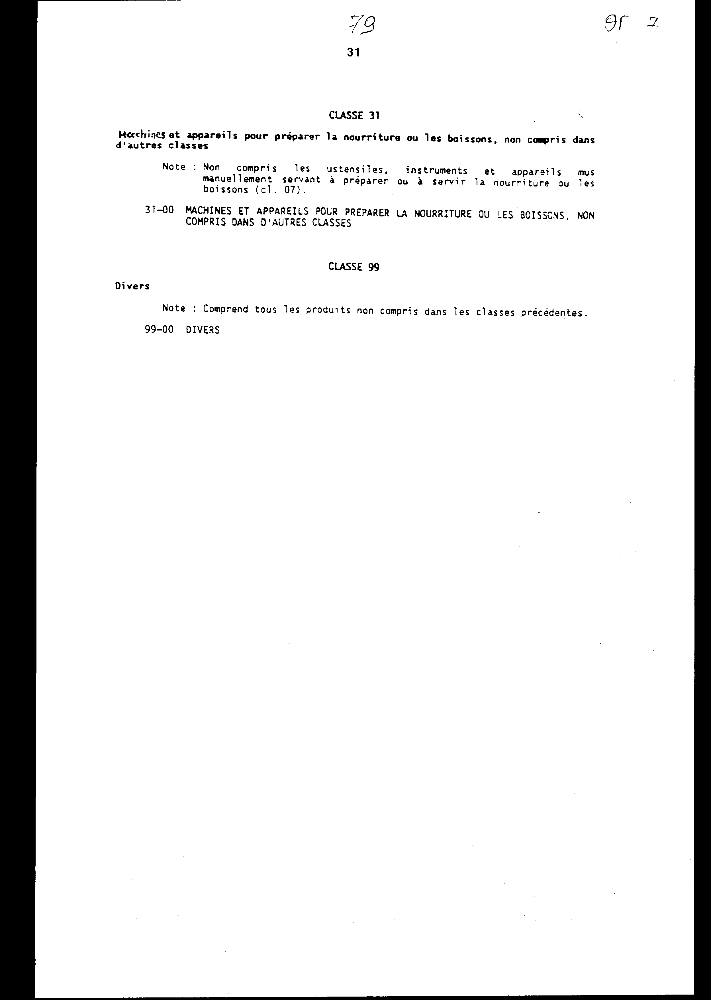 79
7
31
CLASSE 31
Machines et appareils pour préparer la nourriture ou les boissons, non compris dans
d'autres classes
Note : Non compris les ustensiles, instruments et appareils mus
manuellement servant à préparer ou à servir la nourriture ou les
boissons (cl. 07).
31-00 MACHINES ET APPAREILS POUR PREPARER LA NOURRITURE OU LES BOISSONS, NON
COMPRIS DANS D'AUTRES CLASSES
CLASSE 99
Divers
Note : Comprend tous les produits non compris dans les classes précédentes.
99-00 DIVERS